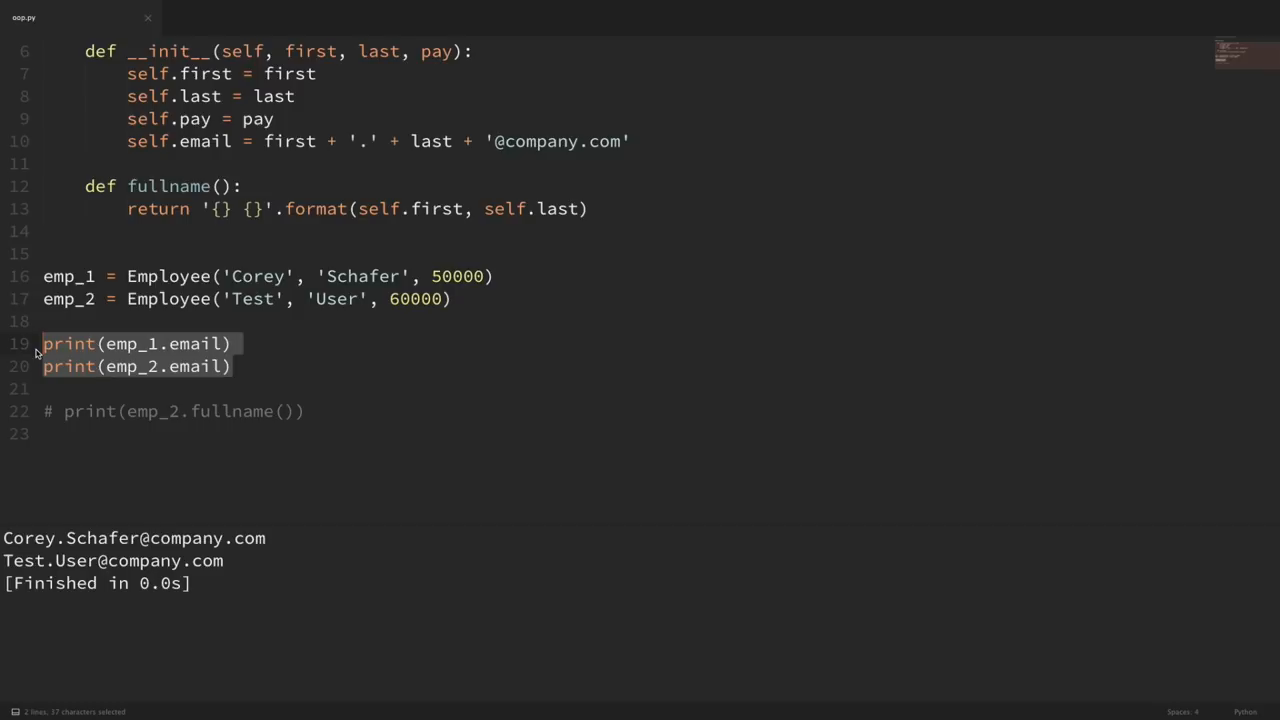 oop.py
6     def __init__(self, first, last, pay):
7         self.first = first
8         self.last = last
9         self.pay = pay
10         self.email = first + '.' + last + '@company.com'
11
12     def fullname():
13         return '{} {}'.format(self.first, self.last)
14
15
16 emp_1 = Employee('Corey', 'Schafer', 50000)
17 emp_2 = Employee('Test', 'User', 60000)
18
19 print(emp_1.email)
20 print(emp_2.email)
21
22 # print(emp_2.fullname())
23
Corey.Schafer@company.com
Test.User@company.com
[Finished in 0.0s]
2 lines, 37 characters selected Spaces: 4 Python